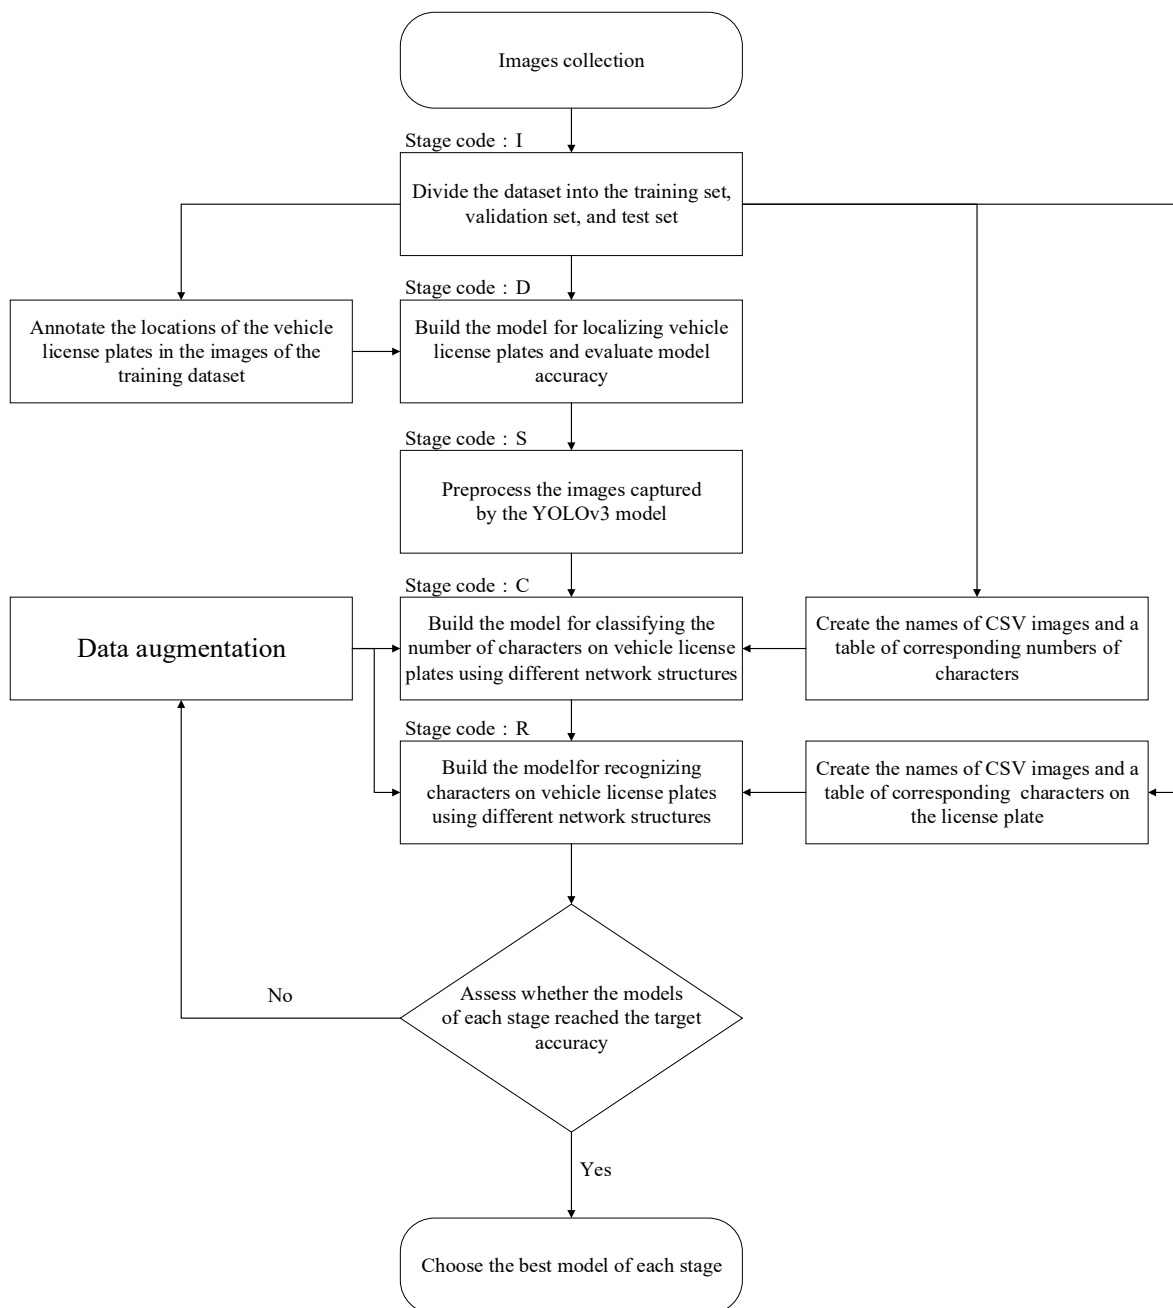 Images collection
Stage code : I
Divide the dataset into the training set,
validation set, and test set
Stage code : D
Annotate the locations of the vehicle
license plates in the images of the
training dataset
Build the model for localizing vehicle
license plates and evaluate model
accuracy
Stage code : S
Preprocess the images captured
by the YOLOv3 model
Stage code : C
Data augmentation
Build the model for classifying the
number of characters on vehicle license
plates using different network structures
Create the names of CSV images and a
table of corresponding numbers of
characters
Stage code : R
Build the modelfor recognizing
characters on vehicle license plates
using different network structures
Create the names of CSV images and a
table of corresponding characters on
the license plate
Assess whether the models
of each stage reached the target
accuracy
No
Yes
Choose the best model of each stage